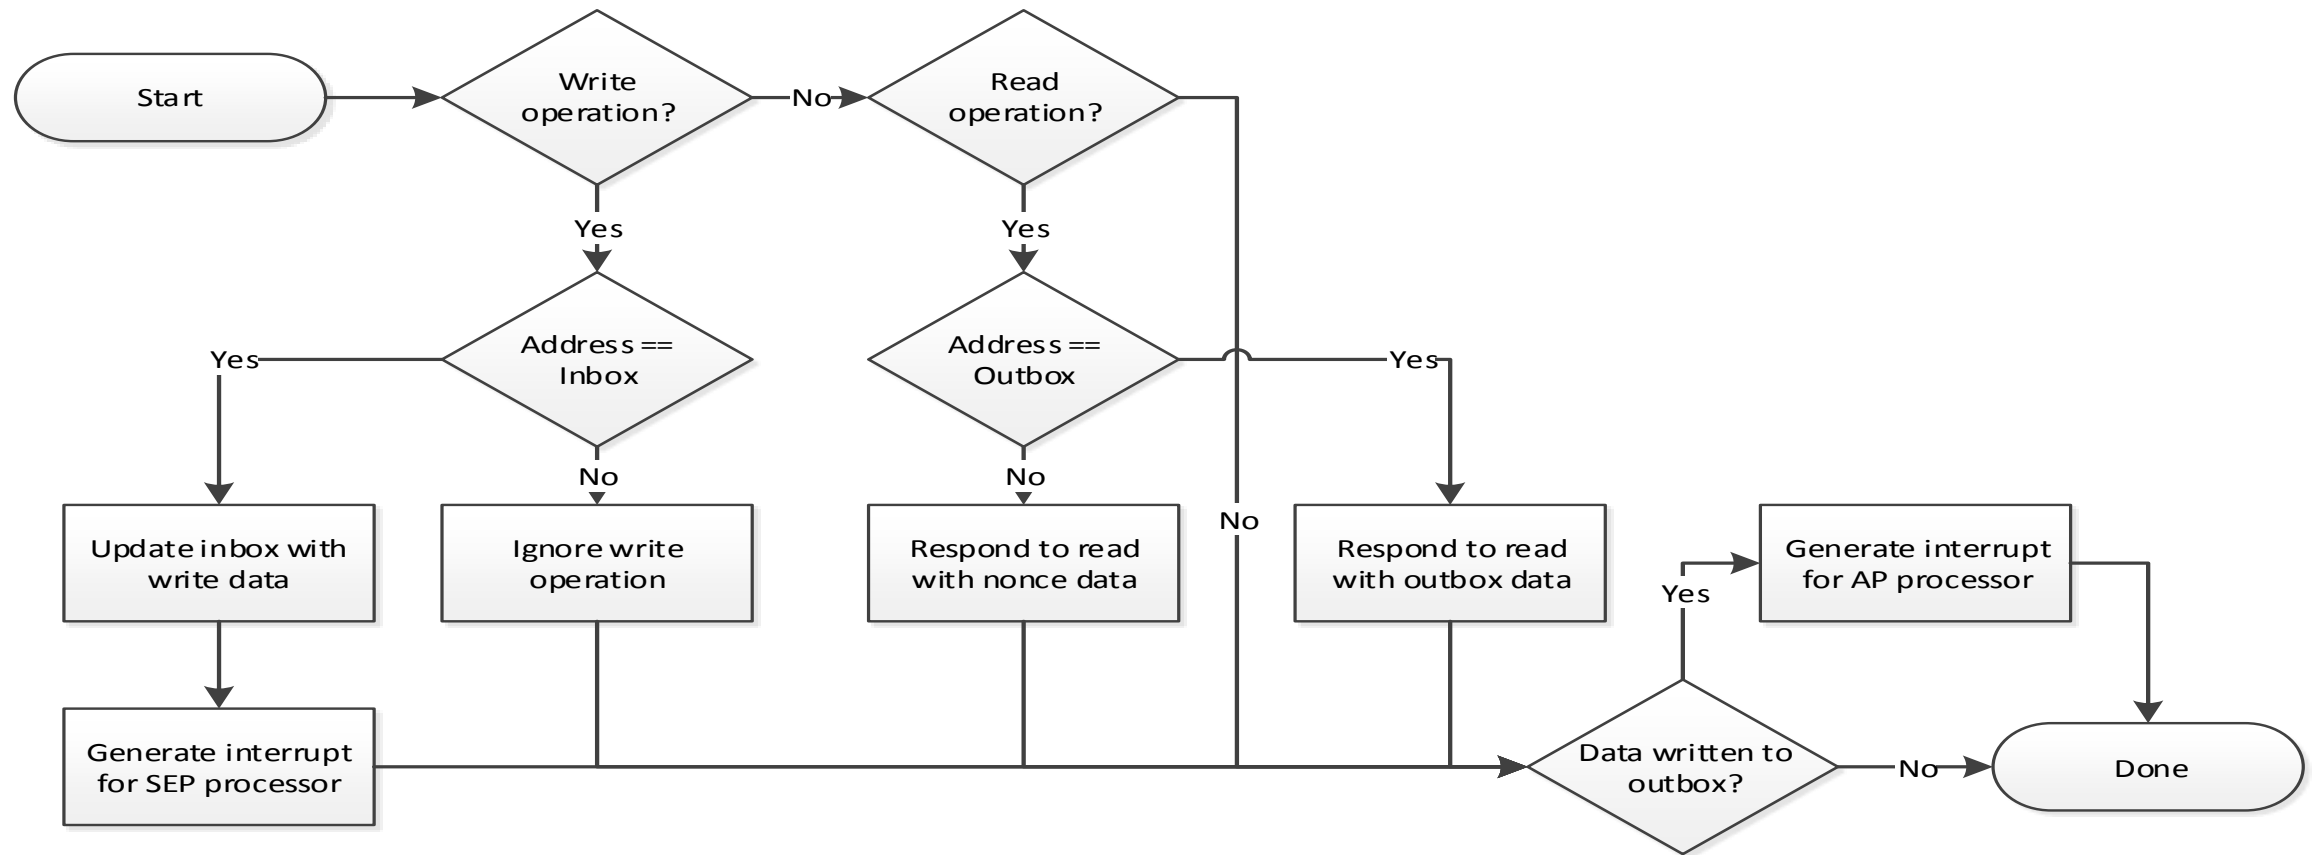 Start
Write
operation?
No
Read
operation?
Yes
Yes
Address ==
Inbox
Address ==
Outbox
Yes
Yes
No
No
No
Update inbox with
write data
Ignore write
operation
Respond to read
with nonce data
Respond to read
with outbox data
Generate interrupt
for AP processor
Yes
Generate interrupt
for SEP processor
Data written to
outbox?
No
Done